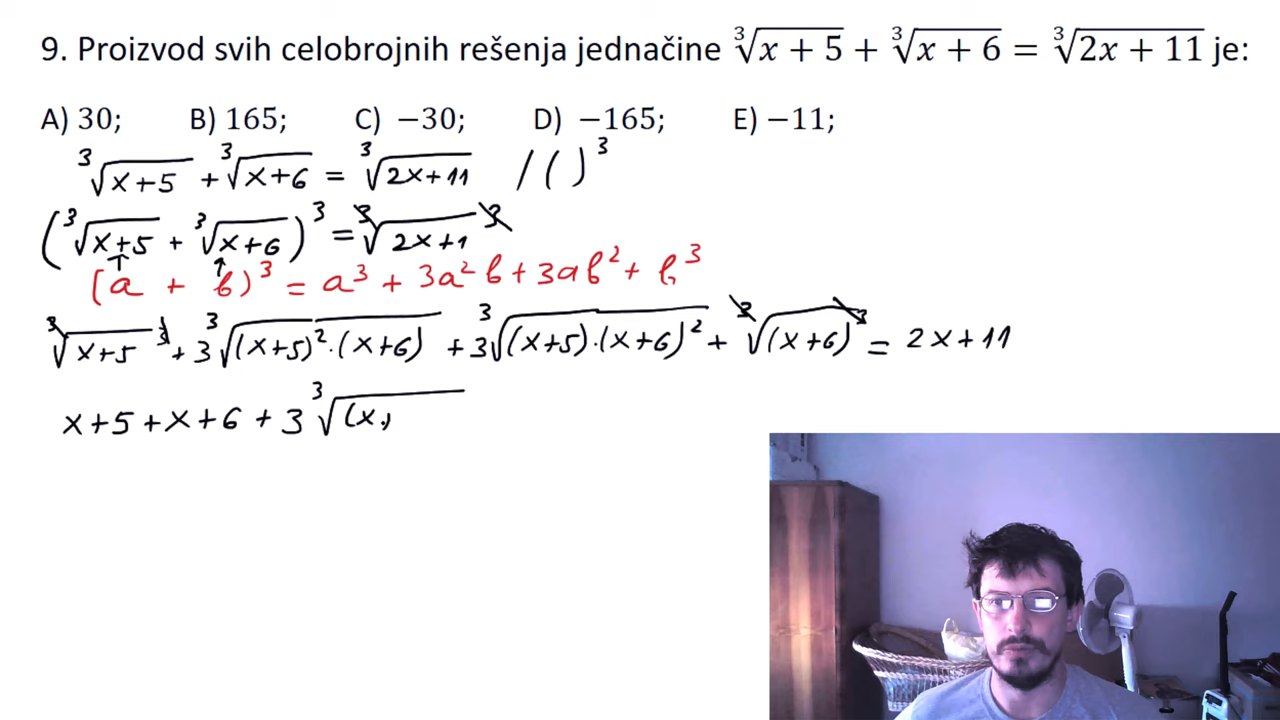 9. Proizvod svih celobrojnih rešenja jednačine ∛(x + 5) + ∛(x + 6) = ∛(2x + 11) je:
A) 30; B) 165; C) −30; D) −165; E) −11;
∛(x+5) + ∛(x+6) = ∛(2x+11) / ( )³
(∛(x+5) + ∛(x+6))³ = ∛(2x+1)³
(a + b)³ = a³ + 3a²b + 3ab² + b³
∛(x+5)³ + 3∛((x+5)²·(x+6)) + 3∛((x+5)·(x+6)²) + ∛(x+6)³ = 2x+11
x+5+x+6+3∛(x,